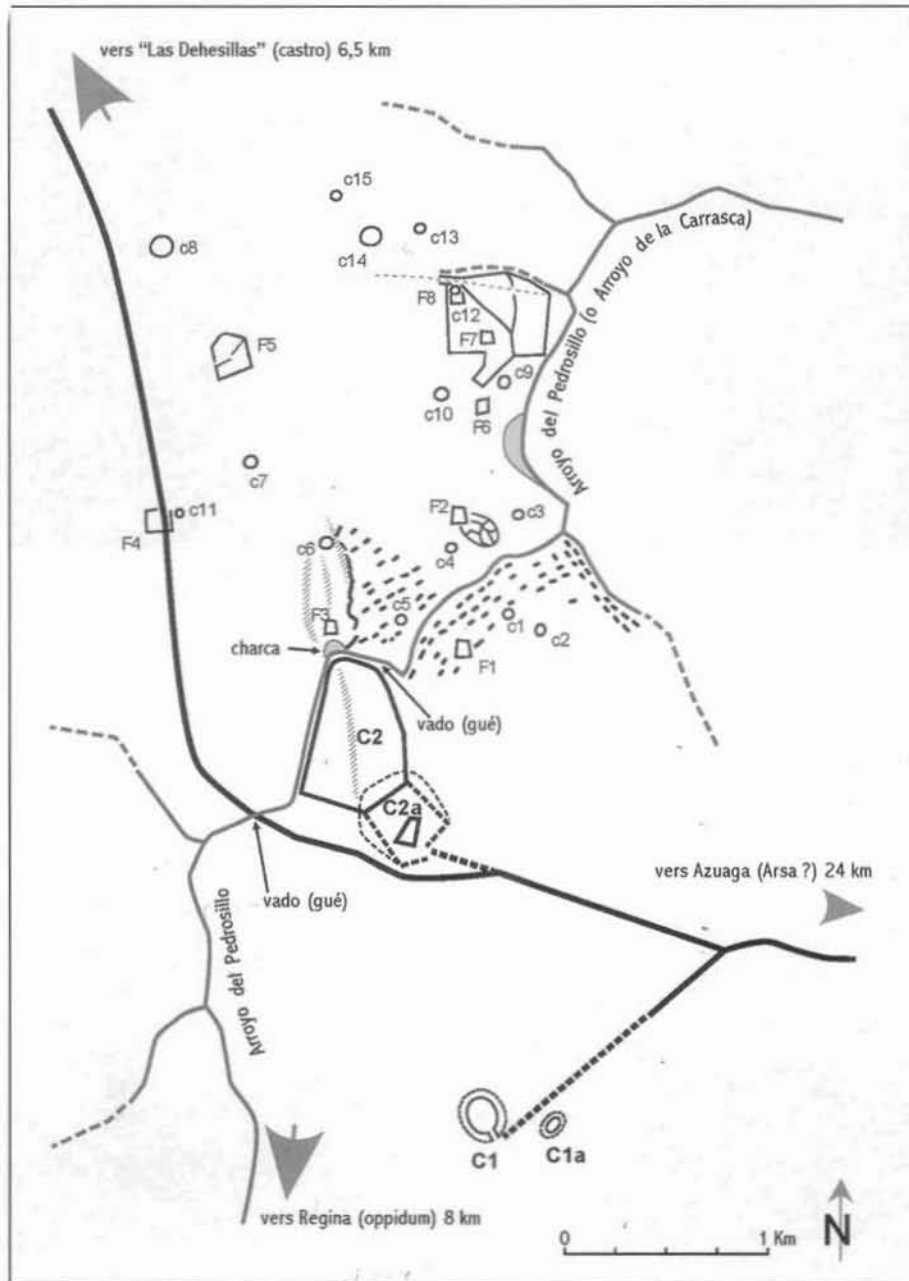 vers "Las Dehesillas" (castro) 6,5 km
c15
c13
c8
c14
Arroyo del Pedrosillo (o Arroyo de la Carrasca)
F8
c12
F5
F7
c9
c10
F6
c7
F2
c3
c11
F4
c6
c4
c5
c1
F3
c2
charca
F1
vado (gué)
C2
C2a
vers Azuaga (Arsa ?) 24 km
vado (gué)
Arroyo del Pedrosillo
C1
C1a
vers Regina (oppidum) 8 km
0
1 Km
N